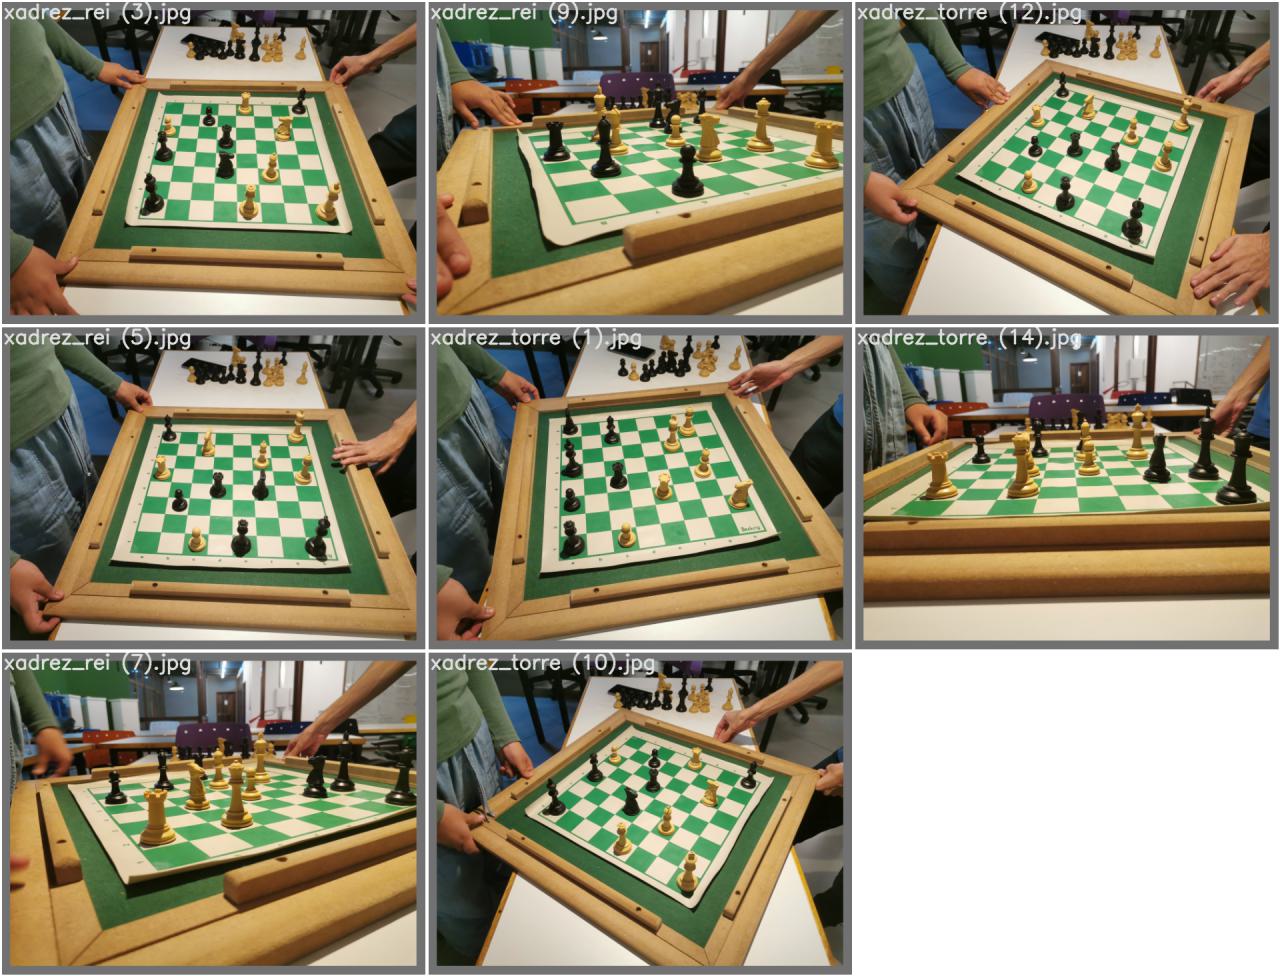 xadrez_rei (3).jpg
xadrez_rei (9).jpg
xadrez_torre (12).jpg
xadrez_rei (5).jpg
xadrez_torre (1).jpg
xadrez_torre (14).jpg
xadrez_rei (7).jpg
xadrez_torre (10).jpg